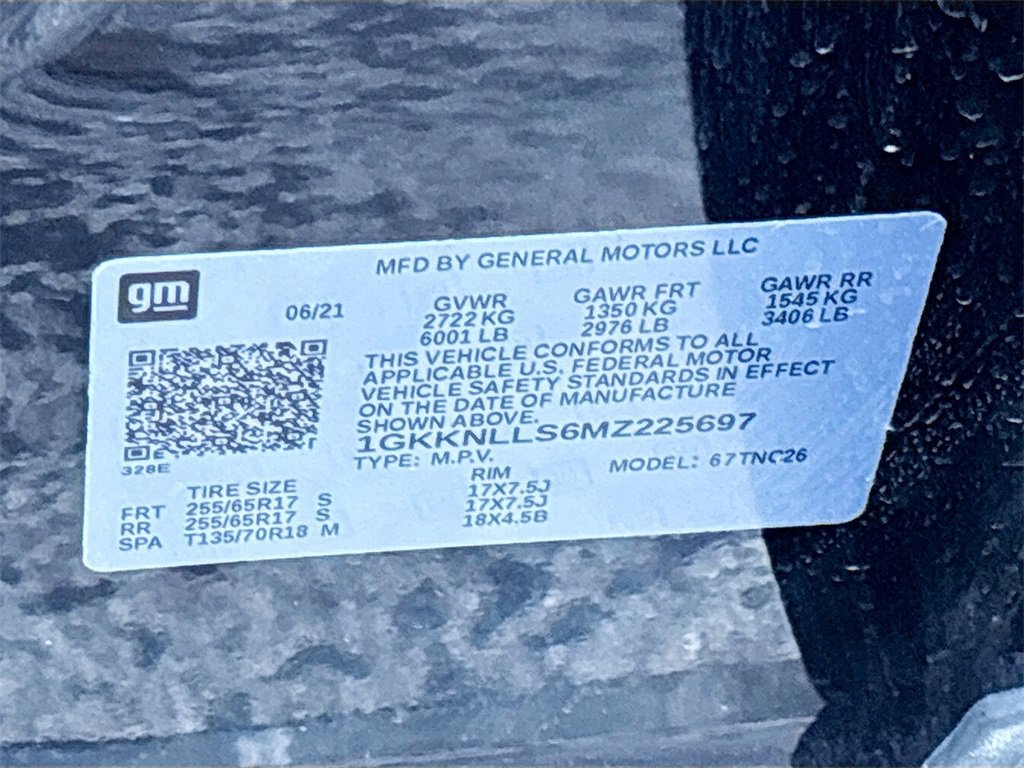 gm
MFD BY GENERAL MOTORS LLC
06/21
GVWR GAWR FRT GAWR RR
2722 KG 1350 KG 1545 KG
6001 LB 2976 LB 3406 LB
THIS VEHICLE CONFORMS TO ALL
APPLICABLE U.S. FEDERAL MOTOR
VEHICLE SAFETY STANDARDS IN EFFECT
ON THE DATE OF MANUFACTURE
SHOWN ABOVE.
1GKKNLLS6MZ225697
TYPE: M.P.V. MODEL: 67TNC26
328E
TIRE SIZE RIM
FRT 255/65R17 S 17X7.5J
RR 255/65R17 S 17X7.5J
SPA T135/70R18 M 18X4.5B